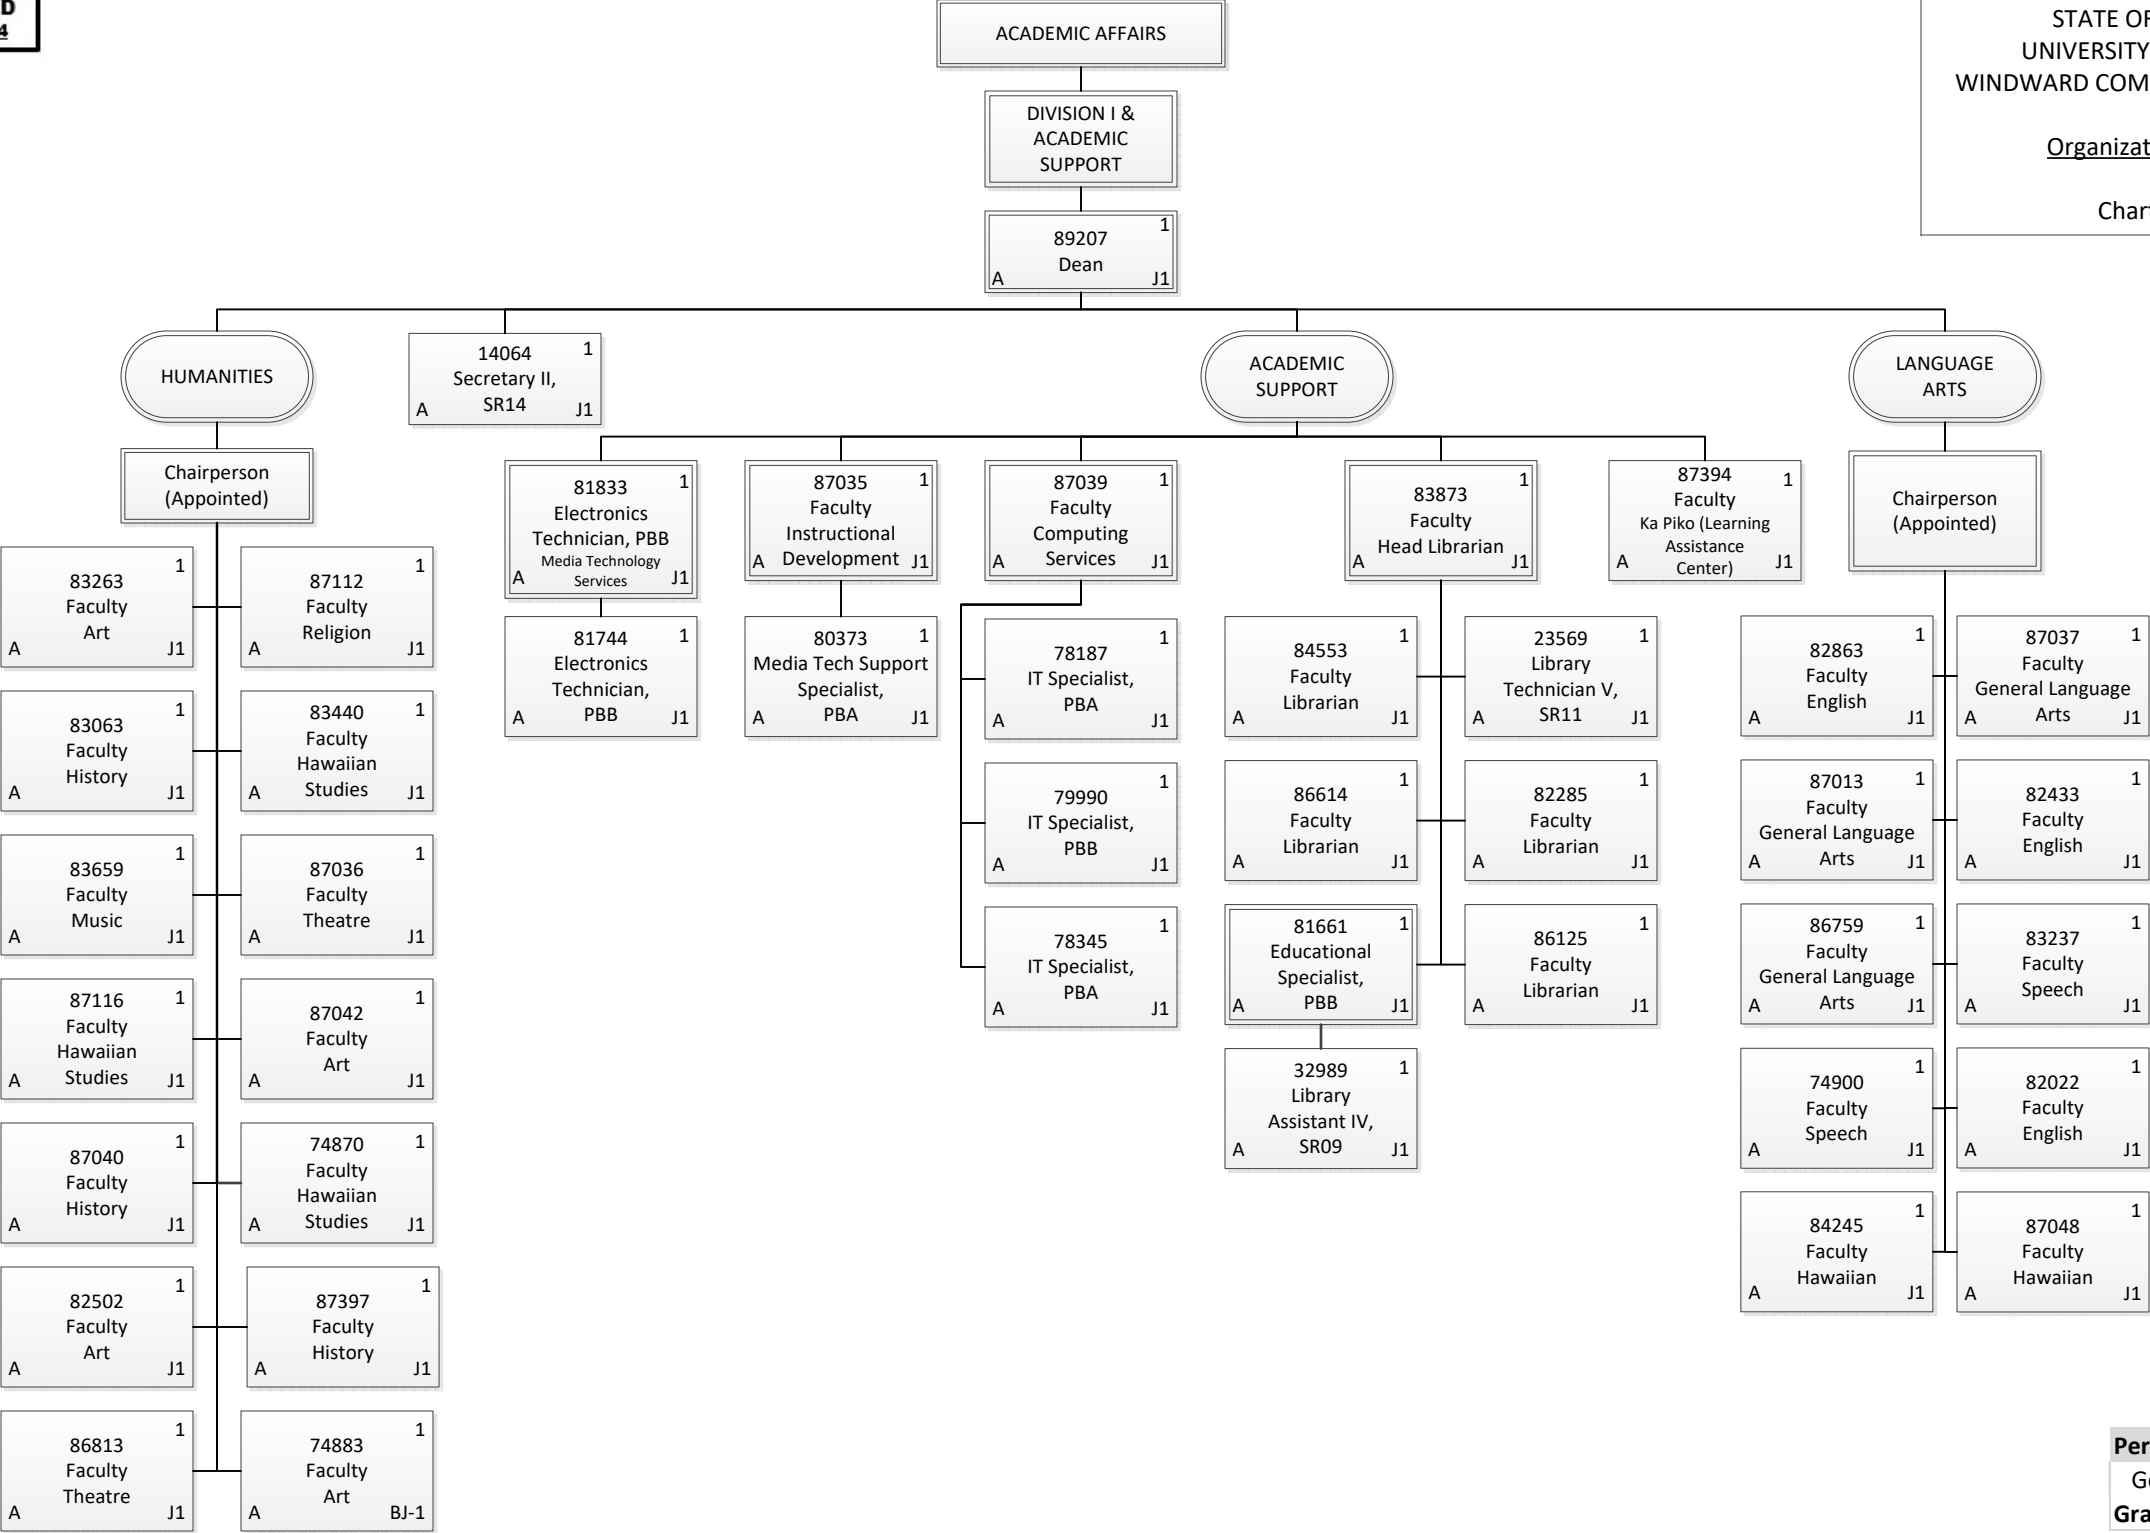 D
4
STATE OF
UNIVERSITY
WINDWARD COM
Organizat
Chart
ACADEMIC AFFAIRS
DIVISION I &
ACADEMIC
SUPPORT
1
89207
Dean
A J1
HUMANITIES
14064 1
Secretary II,
SR14
A J1
ACADEMIC
SUPPORT
LANGUAGE
ARTS
Chairperson
(Appointed)
1
83263
Faculty
Art
A J1
1
87112
Faculty
Religion
A J1
1
83063
Faculty
History
A J1
1
83440
Faculty
Hawaiian
Studies
A J1
1
83659
Faculty
Music
A J1
1
87036
Faculty
Theatre
A J1
1
87116
Faculty
Hawaiian
Studies
A J1
1
87042
Faculty
Art
A J1
1
87040
Faculty
History
A J1
1
74870
Faculty
Hawaiian
Studies
A J1
1
82502
Faculty
Art
A J1
1
87397
Faculty
History
A J1
1
86813
Faculty
Theatre
A J1
1
74883
Faculty
Art
A BJ-1
81833 1
Electronics
Technician, PBB
Media Technology
Services
A J1
81744 1
Electronics
Technician,
PBB
A J1
87035 1
Faculty
Instructional
Development
A J1
80373 1
Media Tech Support
Specialist,
PBA
A J1
87039 1
Faculty
Computing
Services
A J1
1
78187
IT Specialist,
PBA
A J1
1
79990
IT Specialist,
PBB
A J1
1
78345
IT Specialist,
PBA
A J1
1
83873
Faculty
Head Librarian
A J1
1
84553
Faculty
Librarian
A J1
23569 1
Library
Technician V,
SR11
A J1
1
86614
Faculty
Librarian
A J1
1
82285
Faculty
Librarian
A J1
81661 1
Educational
Specialist,
PBB
A J1
1
86125
Faculty
Librarian
A J1
32989 1
Library
Assistant IV,
SR09
A J1
87394 1
Faculty
Ka Piko (Learning
Assistance
Center)
A J1
Chairperson
(Appointed)
1
82863
Faculty
English
A J1
87037 1
Faculty
General Language
Arts
A J1
87013 1
Faculty
General Language
Arts
A J1
1
82433
Faculty
English
A J1
86759 1
Faculty
General Language
Arts
A J1
1
83237
Faculty
Speech
A J1
1
74900
Faculty
Speech
A J1
1
82022
Faculty
English
A J1
1
84245
Faculty
Hawaiian
A J1
1
87048
Faculty
Hawaiian
A J1
Per
Ge
Gra